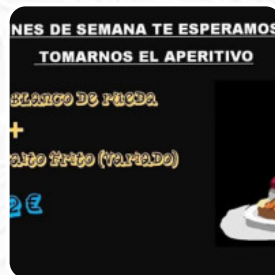 NES DE SEMANA TE ESPERAMOS
TOMARNOS EL APERITIVO
BLANCO DE RUEDA
+
FRITO (VARIADO)
2 €